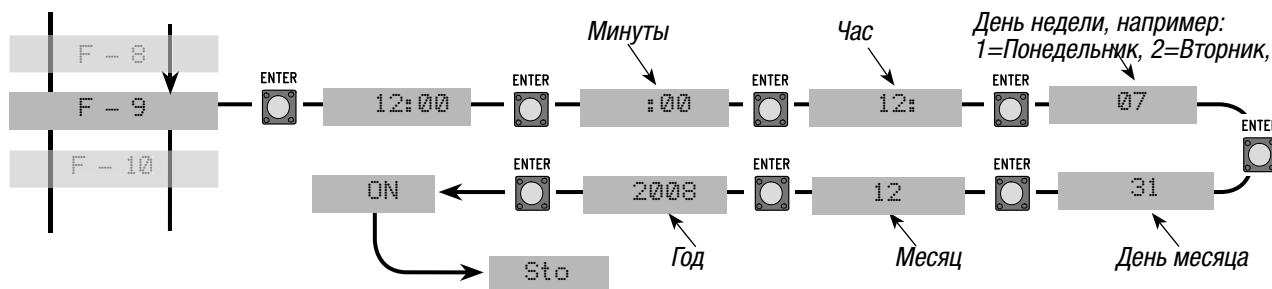 F – 8
F – 9
F – 10
ENTER
12:00
ENTER
Минуты
:00
ENTER
Час
12:
ENTER
День недели, например:
1=Понедельник, 2=Вторник,
07
ENTER
31
День месяца
ENTER
12
Месяц
ENTER
2008
Год
ENTER
ON
Sto